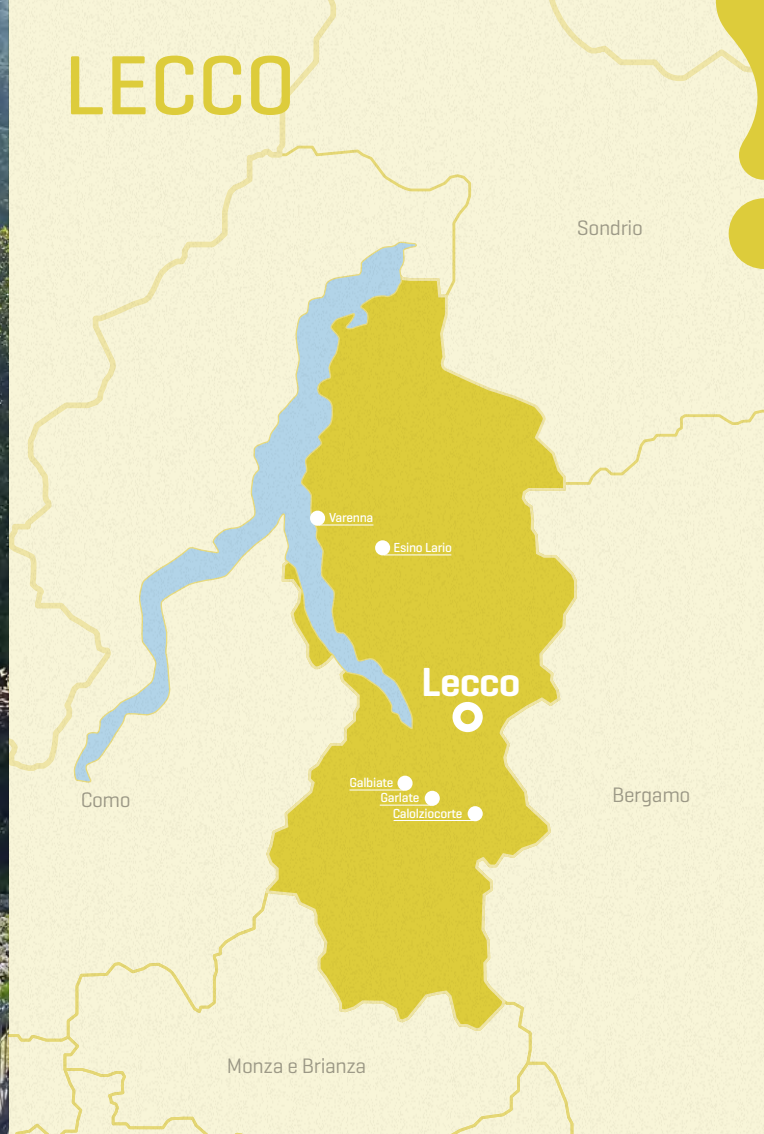 LECCO
Sondrio
Varenna
Esino Lario
Lecco
Galbiate
Garlate
Calolziocorte
Como
Bergamo
Monza e Brianza